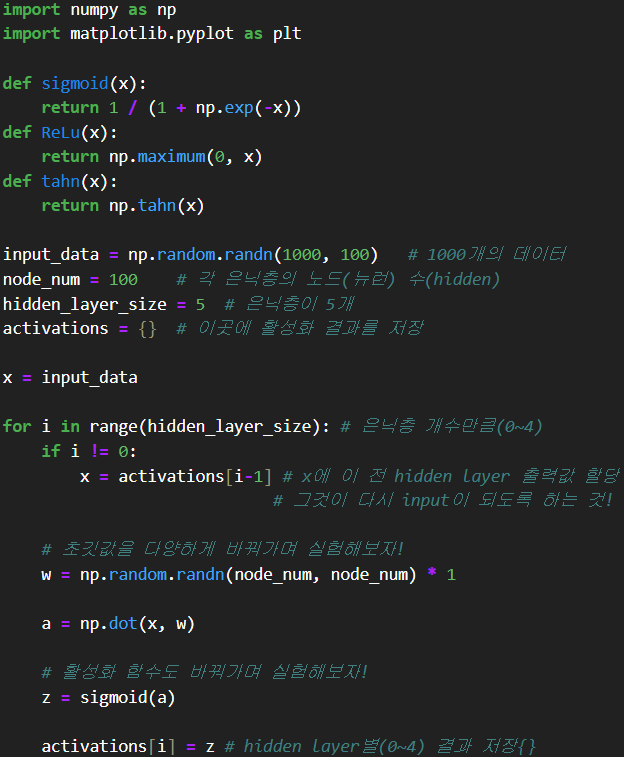 import numpy as np
import matplotlib.pyplot as plt
def sigmoid(x):
    return 1 / (1 + np.exp(-x))
def ReLu(x):
    return np.maximum(0, x)
def tahn(x):
    return np.tahn(x)
input_data = np.random.randn(1000, 100)   # 1000개의 데이터
node_num = 100    # 각 은닉층의 노드(뉴런) 수(hidden)
hidden_layer_size = 5  # 은닉층이 5개
activations = {}  # 이곳에 활성화 결과를 저장
x = input_data
for i in range(hidden_layer_size): # 은닉층 개수만큼(0~4)
    if i != 0:
        x = activations[i-1] # x에 이 전 hidden layer 출력값 할당
                             # 그것이 다시 input이 되도록 하는 것!
    # 초깃값을 다양하게 바꿔가며 실험해보자!
    w = np.random.randn(node_num, node_num) * 1
    a = np.dot(x, w)
    # 활성화 함수도 바꿔가며 실험해보자!
    z = sigmoid(a)
    activations[i] = z # hidden layer별(0~4) 결과 저장{}